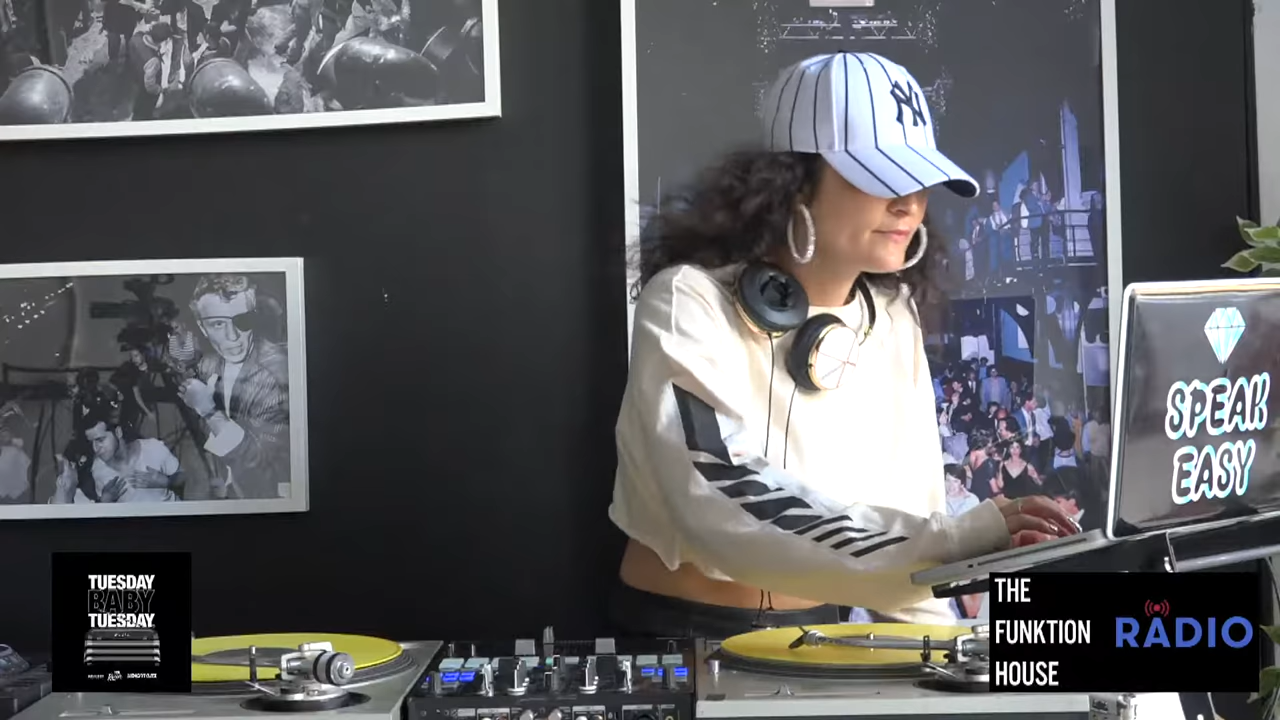 NY
SPEAK
EASY
TUESDAY
BABY
TUESDAY
THE
FUNKTION
HOUSE
RADIO